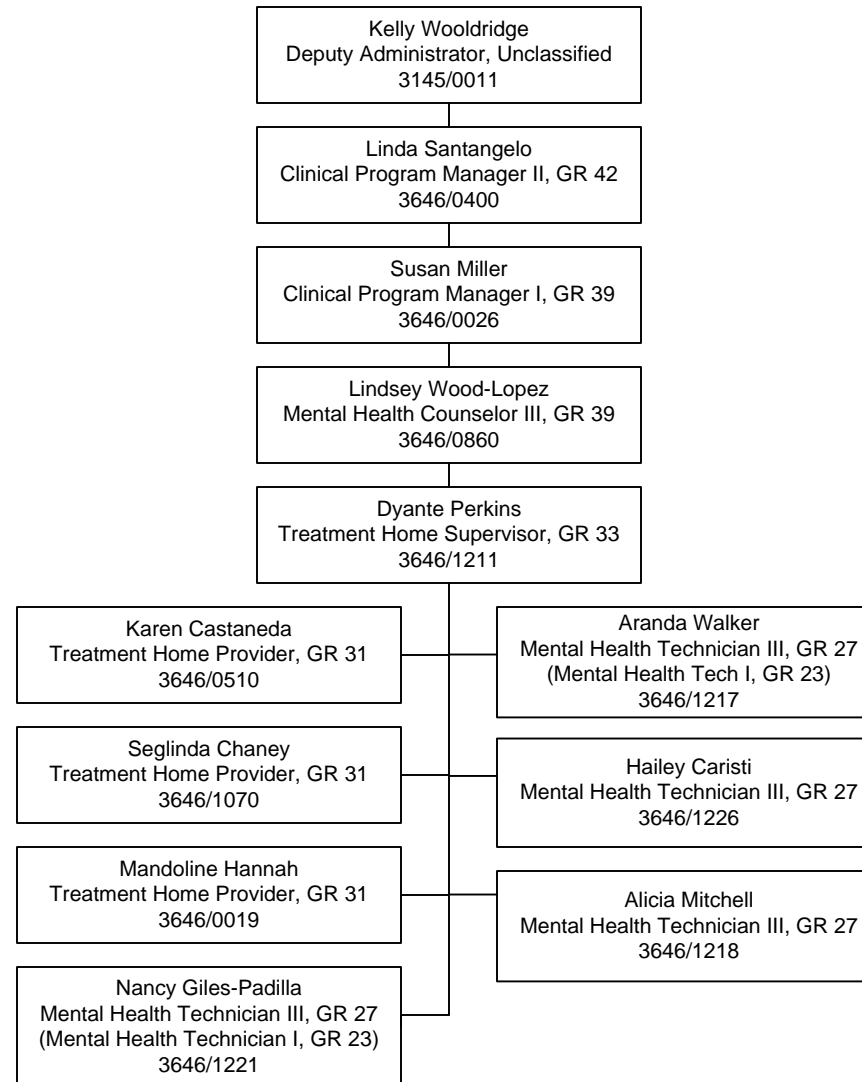 Kelly Wooldridge
Deputy Administrator, Unclassified
3145/0011
Linda Santangelo
Clinical Program Manager II, GR 42
3646/0400
Susan Miller
Clinical Program Manager I, GR 39
3646/0026
Lindsey Wood-Lopez
Mental Health Counselor III, GR 39
3646/0860
Dyante Perkins
Treatment Home Supervisor, GR 33
3646/1211
Karen Castaneda
Treatment Home Provider, GR 31
3646/0510
Aranda Walker
Mental Health Technician III, GR 27
(Mental Health Tech I, GR 23)
3646/1217
Seglinda Chaney
Treatment Home Provider, GR 31
3646/1070
Hailey Caristi
Mental Health Technician III, GR 27
3646/1226
Mandoline Hannah
Treatment Home Provider, GR 31
3646/0019
Alicia Mitchell
Mental Health Technician III, GR 27
3646/1218
Nancy Giles-Padilla
Mental Health Technician III, GR 27
(Mental Health Technician I, GR 23)
3646/1221